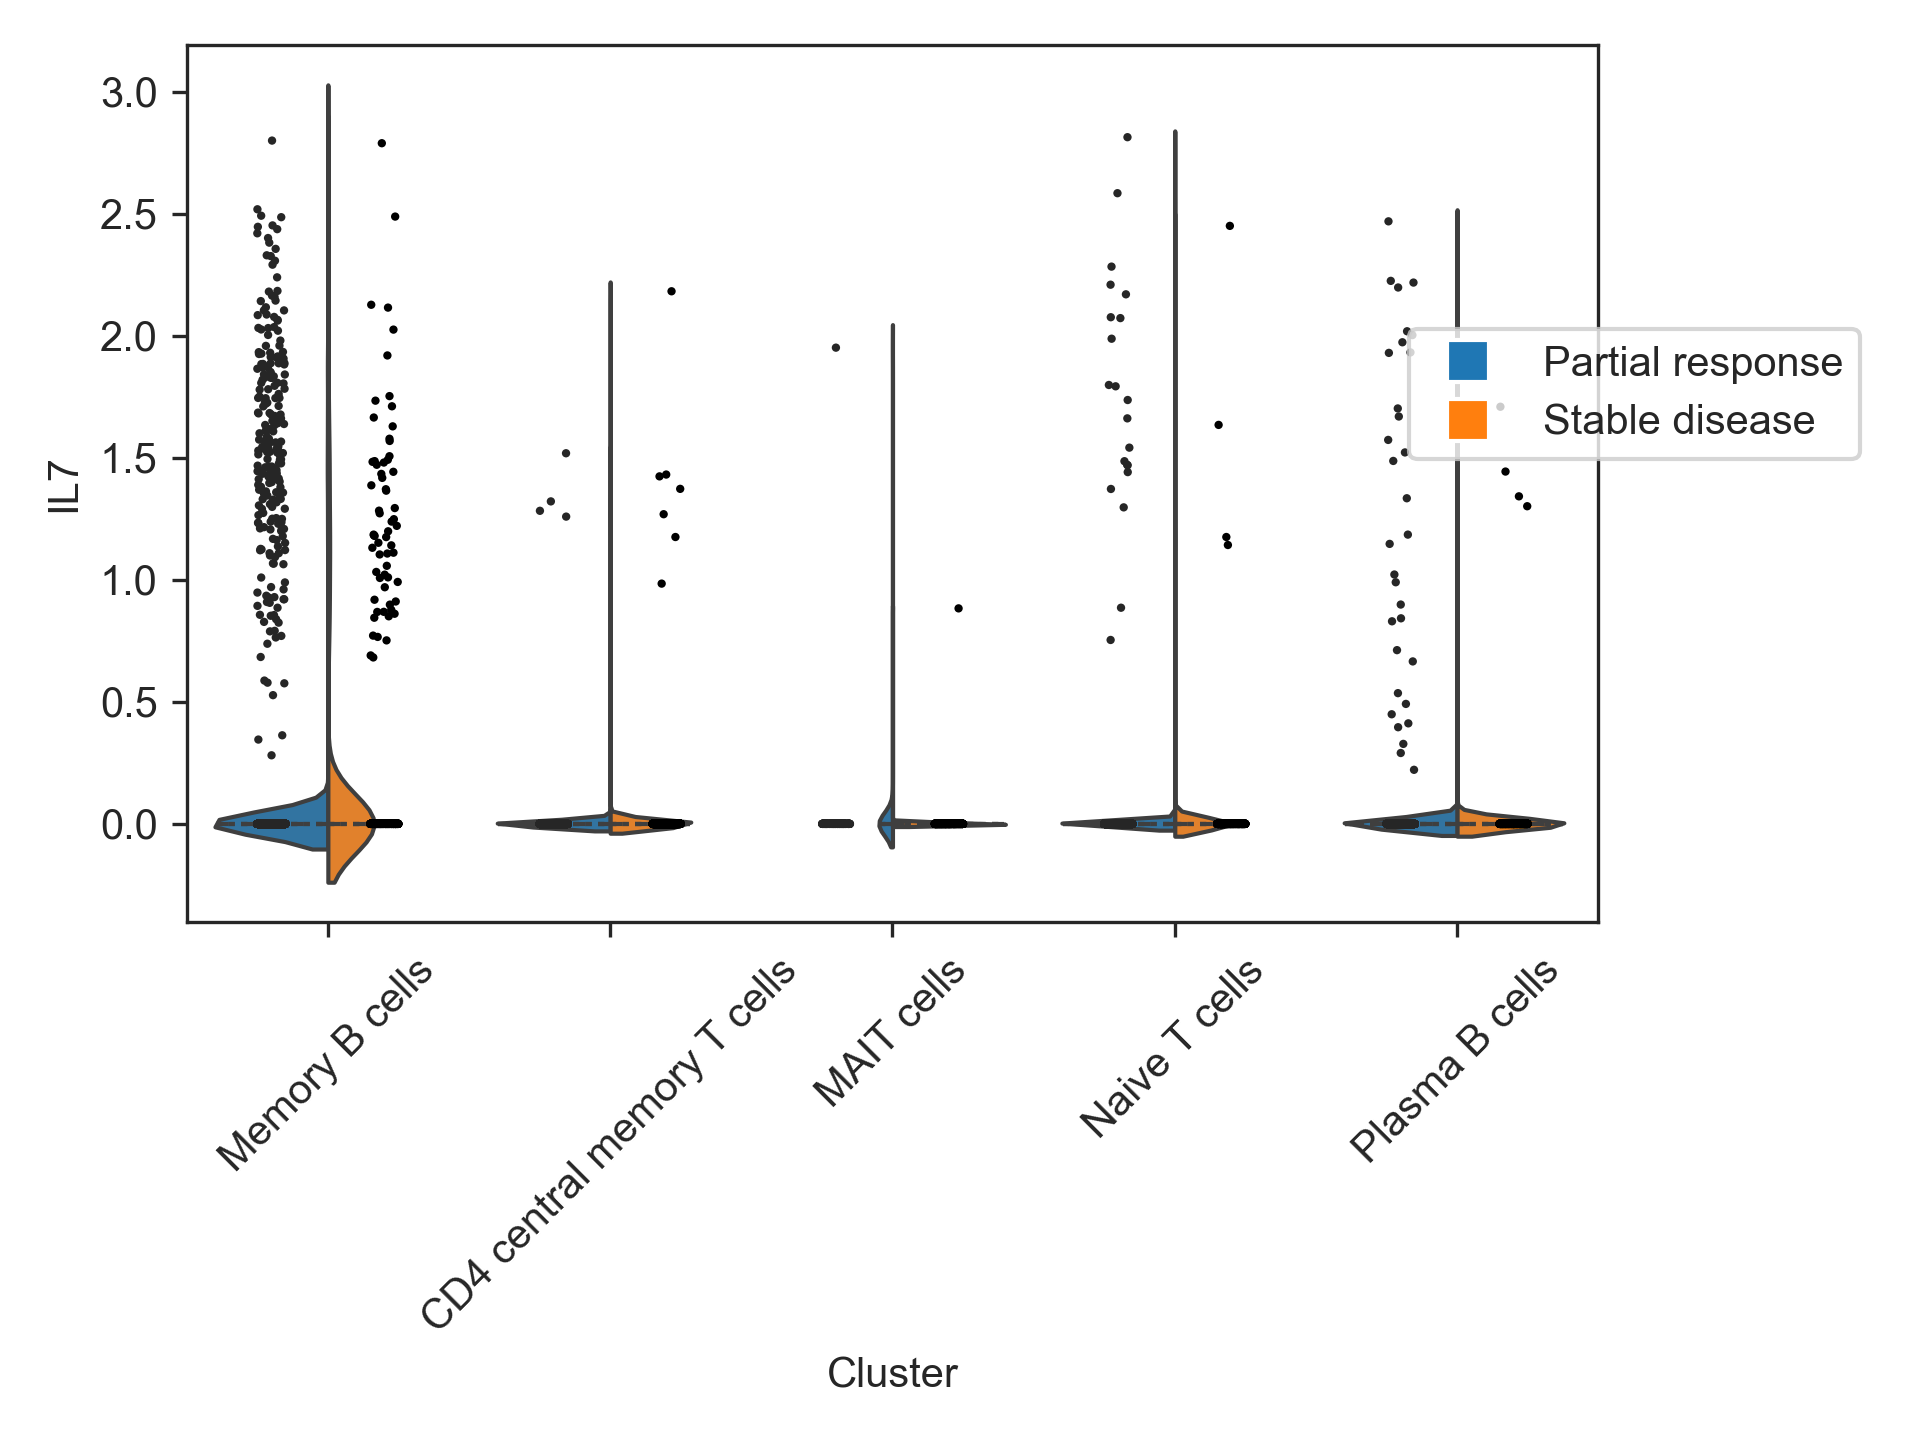 3.0
2.5
2.0
1.5
1.0
0.5
0.0
IL7
Partial response
Stable disease
Memory B cells
CD4 central memory T cells
MAIT cells
Naive T cells
Plasma B cells
Cluster